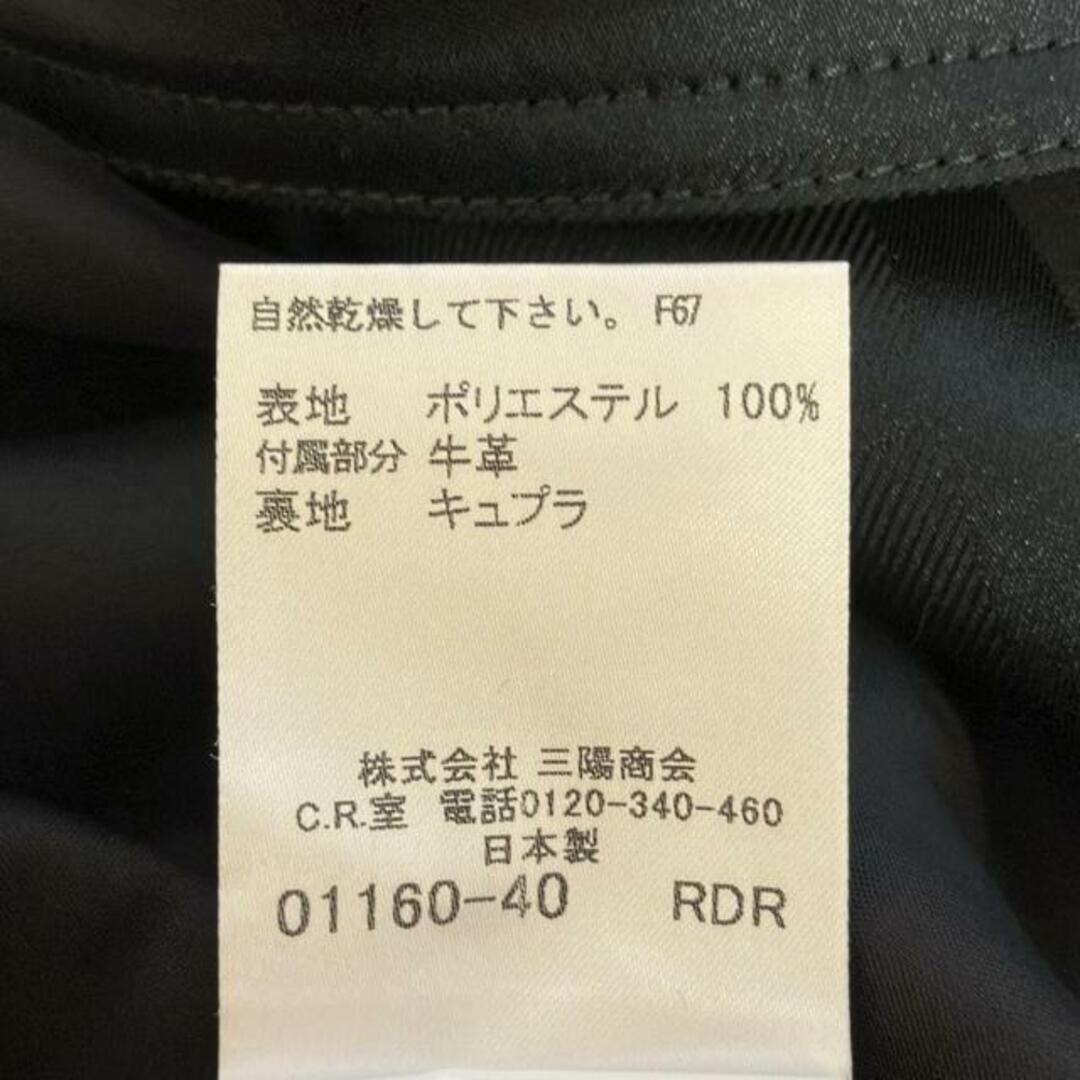 自然乾燥して下さい。 F67
表地 ポリエステル 100%
付属部分 牛革
裏地 キュプラ
株式会社 三陽商会
C.R.室 電話0120-340-460
日本製
01160-40 RDR